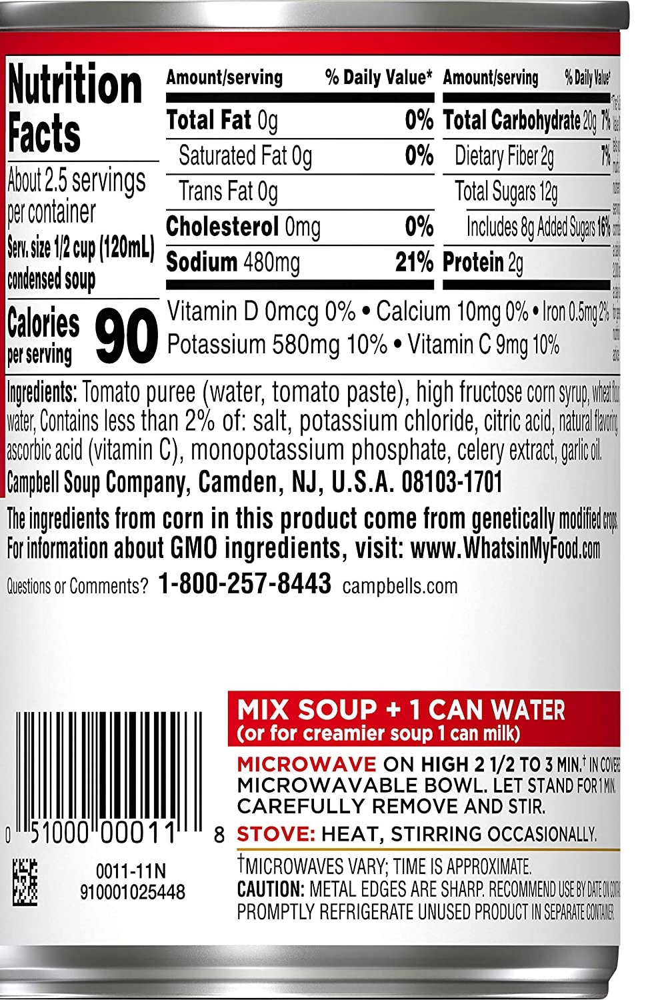 Nutrition
Facts
About 2.5 servings
per container
Serv. size 1/2 cup (120mL)
condensed soup
Calories
per serving
90
Amount/serving % Daily Value*
Total Fat 0g 0%
Saturated Fat 0g 0%
Trans Fat 0g
Cholesterol 0mg 0%
Sodium 480mg 21%
Amount/serving % Daily Value*
Total Carbohydrate 20g 7%
Dietary Fiber 2g 7%
Total Sugars 12g
Includes 8g Added Sugars 16%
Protein 2g
Vitamin D 0mcg 0% • Calcium 10mg 0% • Iron 0.5mg 2%
Potassium 580mg 10% • Vitamin C 9mg 10%
Ingredients: Tomato puree (water, tomato paste), high fructose corn syrup, wheat
water, Contains less than 2% of: salt, potassium chloride, citric acid, natural flavoring,
ascorbic acid (vitamin C), monopotassium phosphate, celery extract, garlic oil.
Campbell Soup Company, Camden, NJ, U.S.A. 08103-1701
The ingredients from corn in this product come from genetically modified crops.
For information about GMO ingredients, visit: www.WhatsinMyFood.com
Questions or Comments? 1-800-257-8443 campbells.com
MIX SOUP + 1 CAN WATER
(or for creamier soup 1 can milk)
MICROWAVE ON HIGH 2 1/2 TO 3 MIN.† IN
MICROWAVABLE BOWL. LET STAND FOR 1 MIN.
CAREFULLY REMOVE AND STIR.
STOVE: HEAT, STIRRING OCCASIONALLY.
†MICROWAVES VARY; TIME IS APPROXIMATE.
CAUTION: METAL EDGES ARE SHARP. RECOMMEND USE BY DATE ON
PROMPTLY REFRIGERATE UNUSED PRODUCT IN SEPARATE CONTAINER.
0 51000 00011 8
0011-11N
910001025448